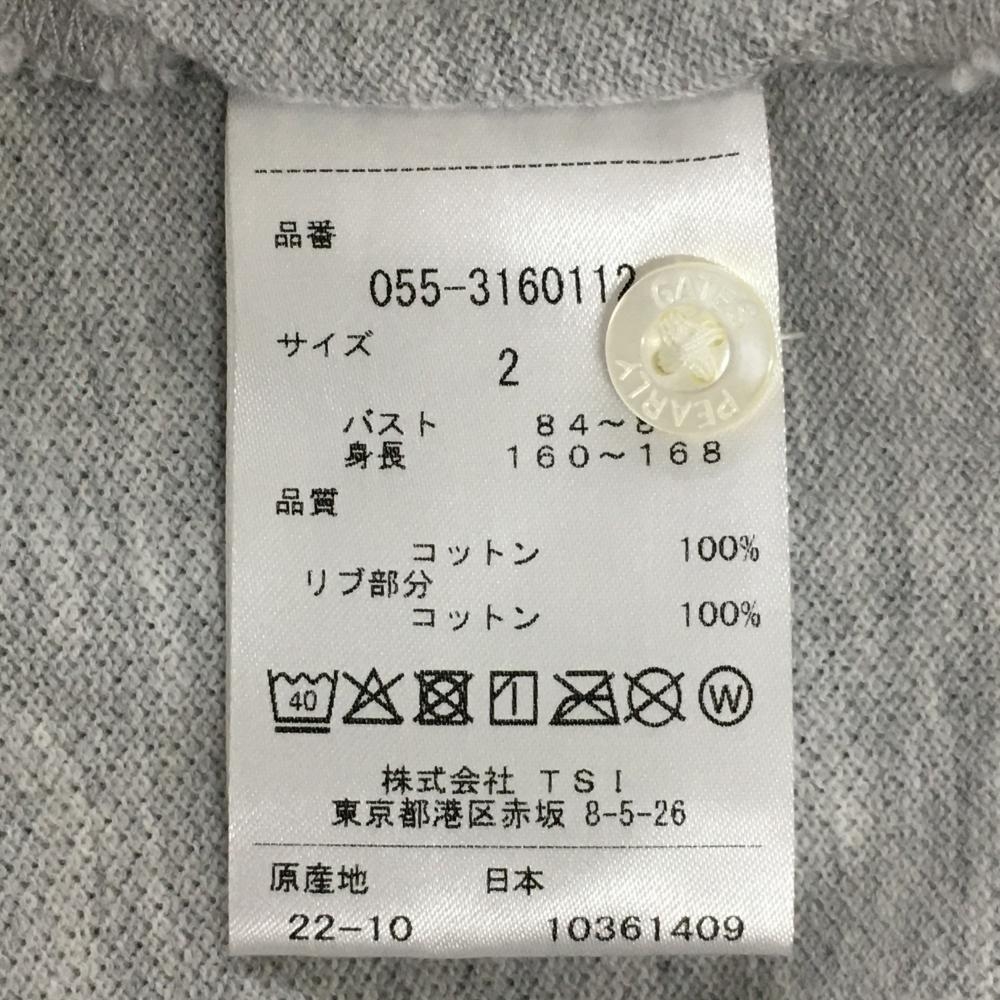 品番
055-3160112
サイズ
2
バスト 84～8
身長 160～168
品質
コットン 100%
リブ部分
コットン 100%
40
W
株式会社 TSI
東京都港区赤坂 8-5-26
原産地 日本
22-10 10361409
PEARLY